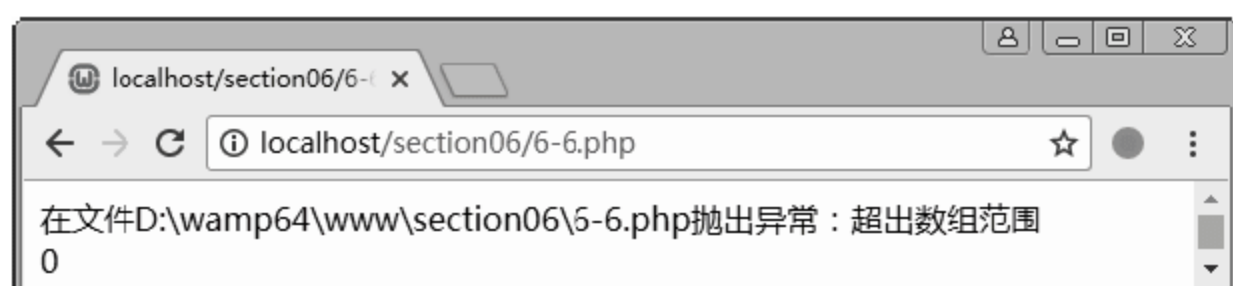 localhost/section06/6-
localhost/section06/6-6.php
在文件D:\wamp64\www\section06\6-6.php抛出异常：超出数组范围
0